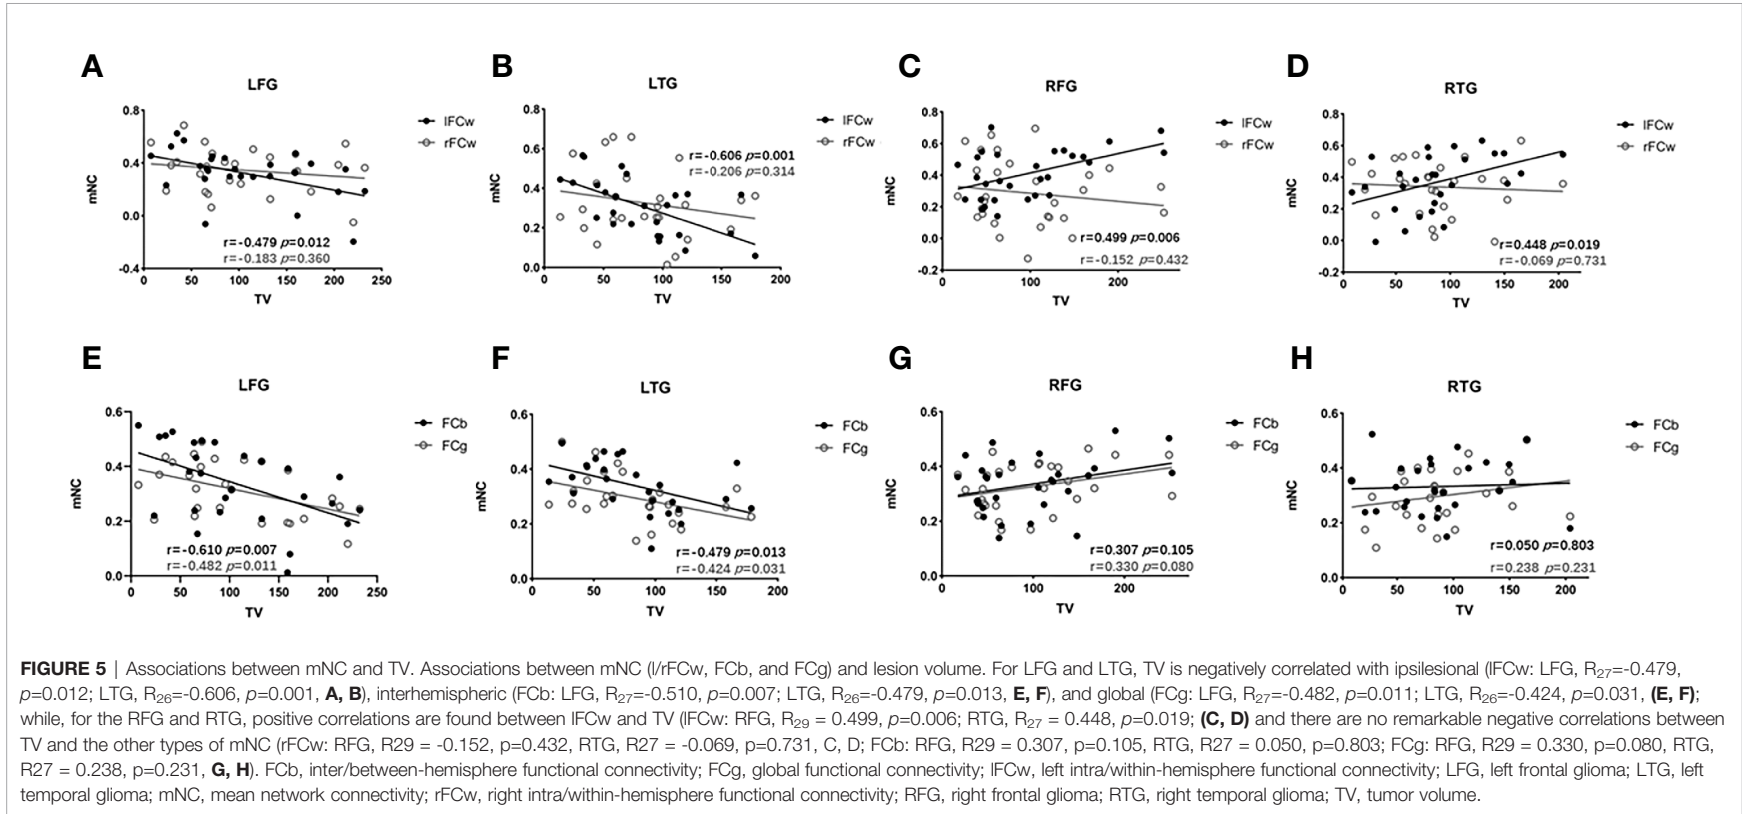 A
LFG
0.8
0.4
0.0
-0.4
mNC
0
50
100
150
200
250
TV
lFCw
rFCw
r=-0.479 p=0.012
r=-0.183 p=0.360
B
LTG
0.8
0.6
0.4
0.2
0.0
mNC
0
50
100
150
200
TV
lFCw
rFCw
r=-0.606 p=0.001
r=-0.206 p=0.314
C
RFG
0.8
0.6
0.4
0.2
0.0
-0.2
mNC
0
100
200
TV
lFCw
rFCw
r=0.499 p=0.006
r=-0.152 p=0.432
D
RTG
0.8
0.6
0.4
0.2
0.0
-0.2
mNC
0
50
100
150
200
TV
lFCw
rFCw
r=0.448 p=0.019
r=-0.069 p=0.731
E
LFG
0.6
0.4
0.2
0.0
mNC
0
50
100
150
200
250
TV
FCb
FCg
r=-0.610 p=0.007
r=-0.482 p=0.011
F
LTG
0.6
0.4
0.2
0.0
mNC
0
50
100
150
200
TV
FCb
FCg
r=-0.479 p=0.013
r=-0.424 p=0.031
G
RFG
0.6
0.4
0.2
0.0
mNC
0
100
200
TV
FCb
FCg
r=0.307 p=0.105
r=0.330 p=0.080
H
RTG
0.6
0.4
0.2
0.0
mNC
0
50
100
150
200
TV
FCb
FCg
r=0.050 p=0.803
r=0.238 p=0.231
FIGURE 5 | Associations between mNC and TV. Associations between mNC (l/rFCw, FCb, and FCg) and lesion volume. For LFG and LTG, TV is negatively correlated with ipsilesional (lFCw: LFG, R27=-0.479,
p=0.012; LTG, R26=-0.606, p=0.001, A, B), interhemispheric (FCb: LFG, R27=-0.510, p=0.007; LTG, R26=-0.479, p=0.013, E, F), and global (FCg: LFG, R27=-0.482, p=0.011; LTG, R26=-0.424, p=0.031, (E, F);
while, for the RFG and RTG, positive correlations are found between lFCw and TV (lFCw: RFG, R29 = 0.499, p=0.006; RTG, R27 = 0.448, p=0.019; (C, D) and there are no remarkable negative correlations between
TV and the other types of mNC (rFCw: RFG, R29 = -0.152, p=0.432, RTG, R27 = -0.069, p=0.731, C, D; FCb: RFG, R29 = 0.307, p=0.105, RTG, R27 = 0.050, p=0.803; FCg: RFG, R29 = 0.330, p=0.080, RTG,
R27 = 0.238, p=0.231, G, H). FCb, inter/between-hemisphere functional connectivity; FCg, global functional connectivity; lFCw, left intra/within-hemisphere functional connectivity; LFG, left frontal glioma; LTG, left
temporal glioma; mNC, mean network connectivity; rFCw, right intra/within-hemisphere functional connectivity; RFG, right frontal glioma; RTG, right temporal glioma; TV, tumor volume.